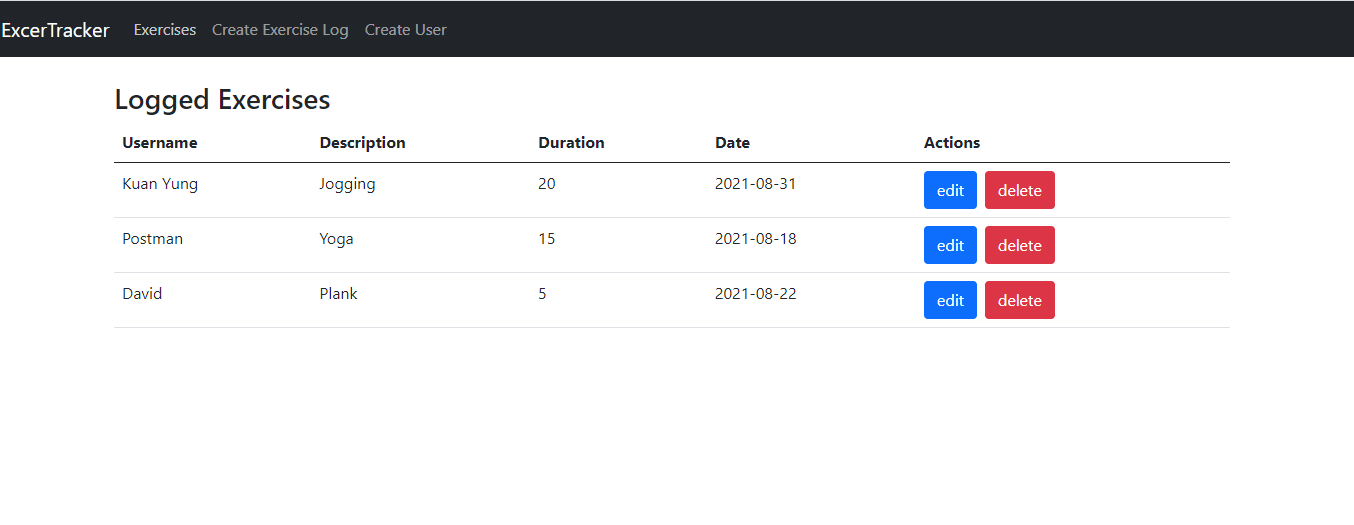 ExcerTracker Exercises Create Exercise Log Create User
Logged Exercises
Username Description Duration Date Actions
Kuan Yung Jogging 20 2021-08-31 edit delete
Postman Yoga 15 2021-08-18 edit delete
David Plank 5 2021-08-22 edit delete